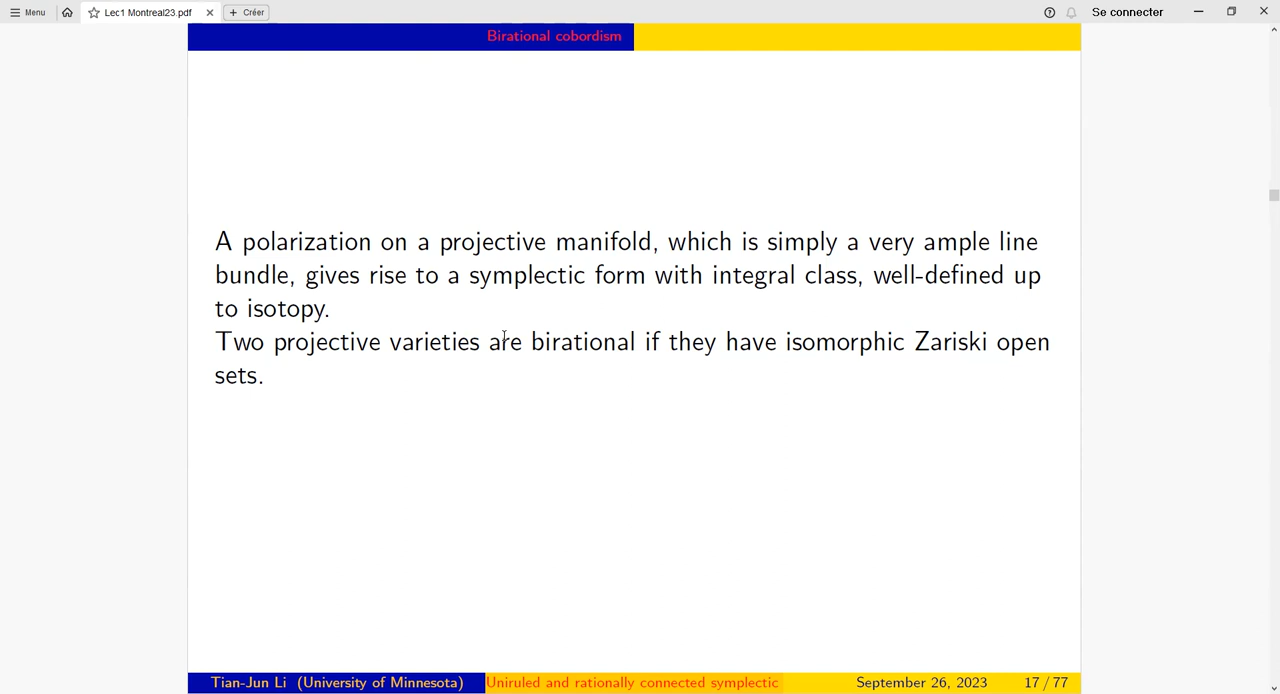 Menu Lec1 Montreal23.pdf Créer Se connecter
Birational cobordism
A polarization on a projective manifold, which is simply a very ample line
bundle, gives rise to a symplectic form with integral class, well-defined up
to isotopy.
Two projective varieties are birational if they have isomorphic Zariski open
sets.
Tian-Jun Li (University of Minnesota) Uniruled and rationally connected symplectic September 26, 2023 17 / 77